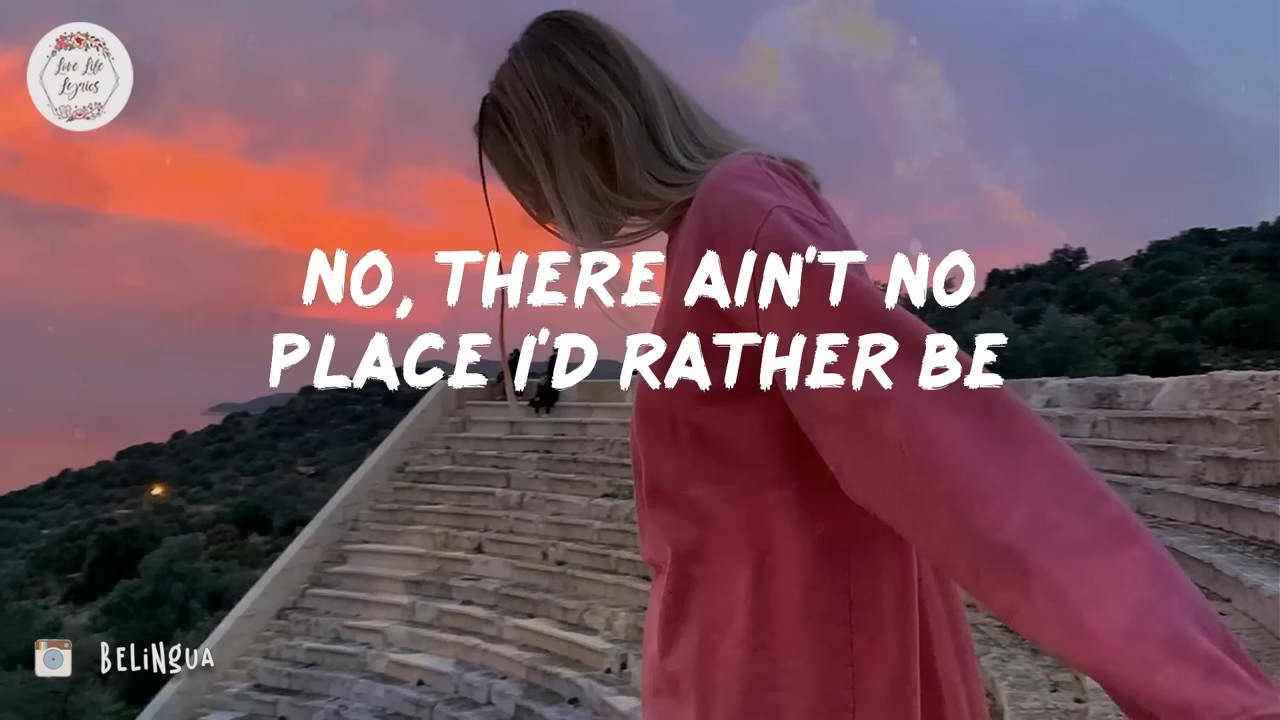 Love Life
Lyrics
NO, THERE AIN'T NO
PLACE I'D RATHER BE
BELINGUA